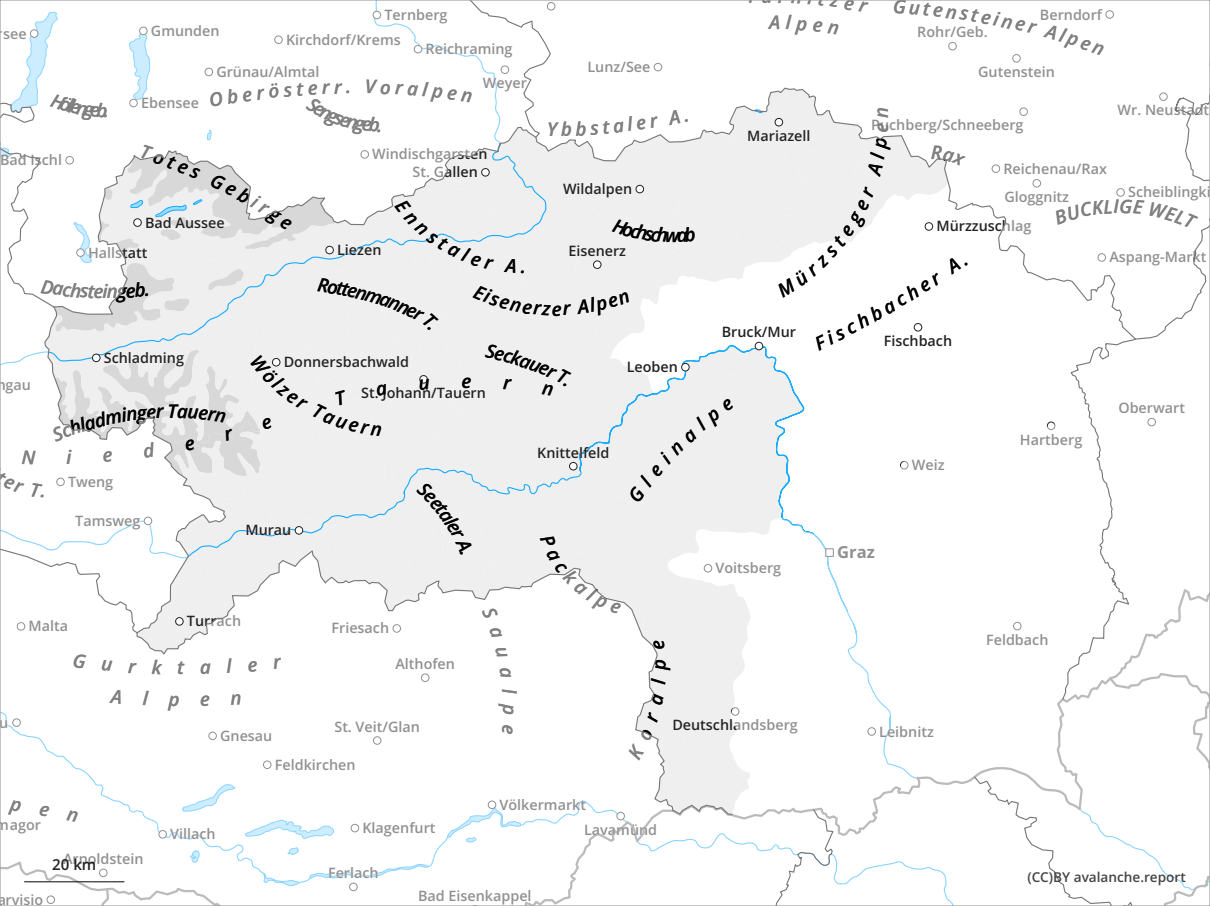 Ternberg
Gutensteiner Alpen
Alpen
Berndorf
Gmunden
Kirchdorf/Krems
Reichraming
Rohr/Geb.
Lunz/See
Gutenstein
Grünau/Almtal
Weyer
Oberösterr. Voralpen
Höllengeb.
Ebensee
Sengsengeb.
Ybbstaler A.
Mariazell
Puchberg/Schneeberg
Wr. Neustadt
Bad Ischl
Totes Gebirge
Windischgarsten
St. Gallen
Rax
Reichenau/Rax
Wildalpen
Gloggnitz
Scheiblingki
Bad Aussee
Ennstaler A.
Hochschwab
Mürzsteger Alpen
Mürzzuschlag
BUCKLIGE WELT
Hallstatt
Liezen
Eisenerz
Aspang-Markt
Dachsteingeb.
Rottenmanner T.
Eisenerzer Alpen
Fischbacher A.
Bruck/Mur
Fischbach
Schladming
Donnersbachwald
Seckauer T.
Leoben
St. Johann/Tauern
Wölzer Tauern
Schladminger Tauern
Niedere Tauern
Oberwart
Gleinalpe
Hartberg
Knittelfeld
Weiz
ter T.
Tweng
Seetaler A.
Tamsweg
Murau
Packalpe
Graz
Voitsberg
Turrach
Malta
Friesach
Saualpe
Feldbach
Gurktaler
Alpen
Althofen
Koralpe
Deutschlandsberg
St. Veit/Glan
Gnesau
Leibnitz
Feldkirchen
pen
Völkermarkt
Villach
Klagenfurt
Lavamünd
Arnoldstein
20 km
Ferlach
(CC)BY avalanche.report
Bad Eisenkappel
arvisio